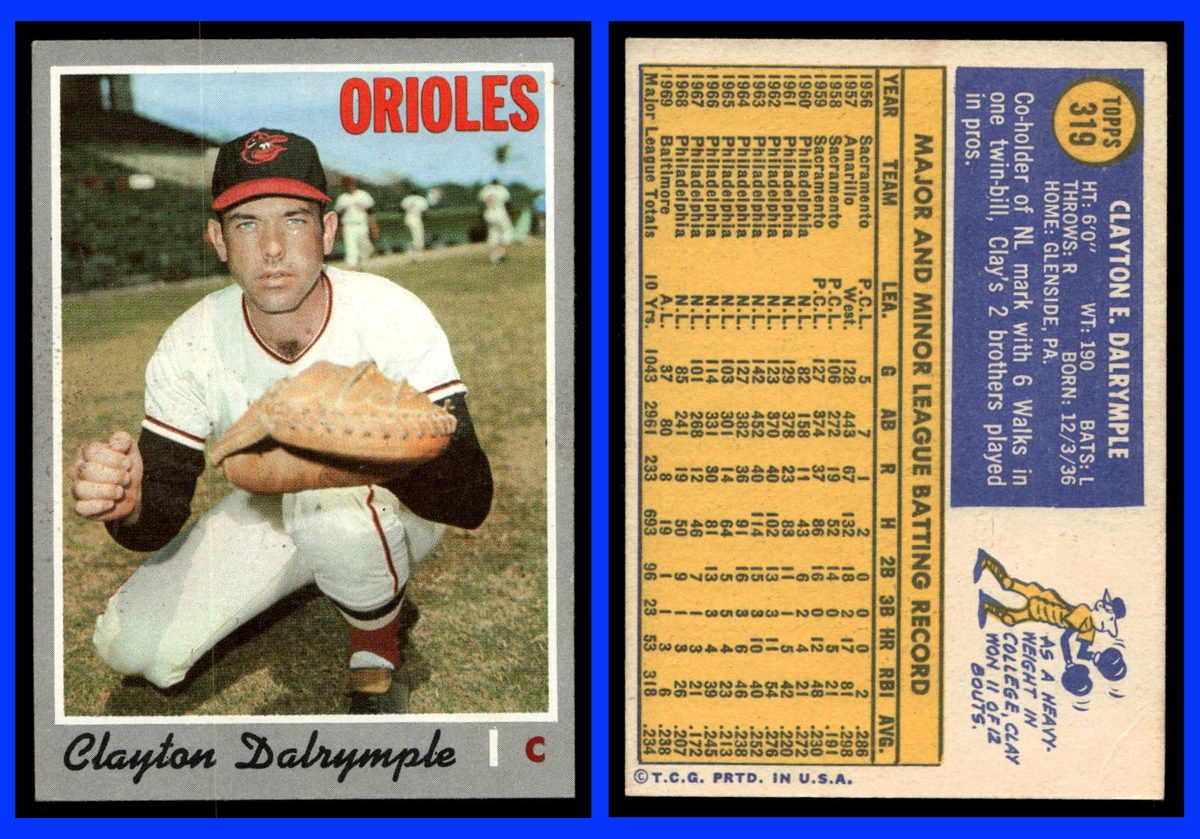 ORIOLES
Clayton Dalrymple C
TOPPS
319
CLAYTON E. DALRYMPLE
HT: 6'0" WT: 190 BATS: L
THROWS: R BORN: 12/3/36
HOME: GLENSIDE, PA.
Co-holder of NL mark with 6 Walks in
one twin-bill, Clay's 2 brothers played
in pros.
AS A HEAVY-
WEIGHT IN
COLLEGE, CLAY
WON 11 OF 12
BOUTS.
MAJOR AND MINOR LEAGUE BATTING RECORD
YEAR TEAM LEA G AB R H 2B 3B HR RBI AVG.
1956 Sacramento P.C.L. 5 7 1 2 0 0 0 2 .286
1957 Amarillo West. 128 443 67 132 18 2 17 81 .298
1958 Sacramento P.C.L. 106 272 19 52 16 0 5 21 .191
1959 Sacramento P.C.L. 127 374 37 86 14 0 12 48 .230
1960 Philadelphia N.L. 82 158 11 43 6 2 4 21 .272
1961 Philadelphia N.L. 129 378 23 83 11 1 5 42 .220
1962 Philadelphia N.L. 123 370 40 102 13 3 11 54 .276
1963 Philadelphia N.L. 142 452 40 114 15 3 10 40 .252
1964 Philadelphia N.L. 127 382 36 91 16 3 6 46 .238
1965 Philadelphia N.L. 103 301 14 64 5 5 4 23 .213
1966 Philadelphia N.L. 114 331 30 81 13 3 4 39 .245
1967 Philadelphia N.L. 101 268 12 46 7 1 3 21 .172
1968 Philadelphia N.L. 85 241 19 50 9 1 3 26 .207
1969 Baltimore A.L. 37 80 8 19 1 1 3 6 .238
Major League Totals 10 Yrs. 1043 2961 233 693 96 23 53 318 .234
©T.C.G. PRTD. IN U.S.A.